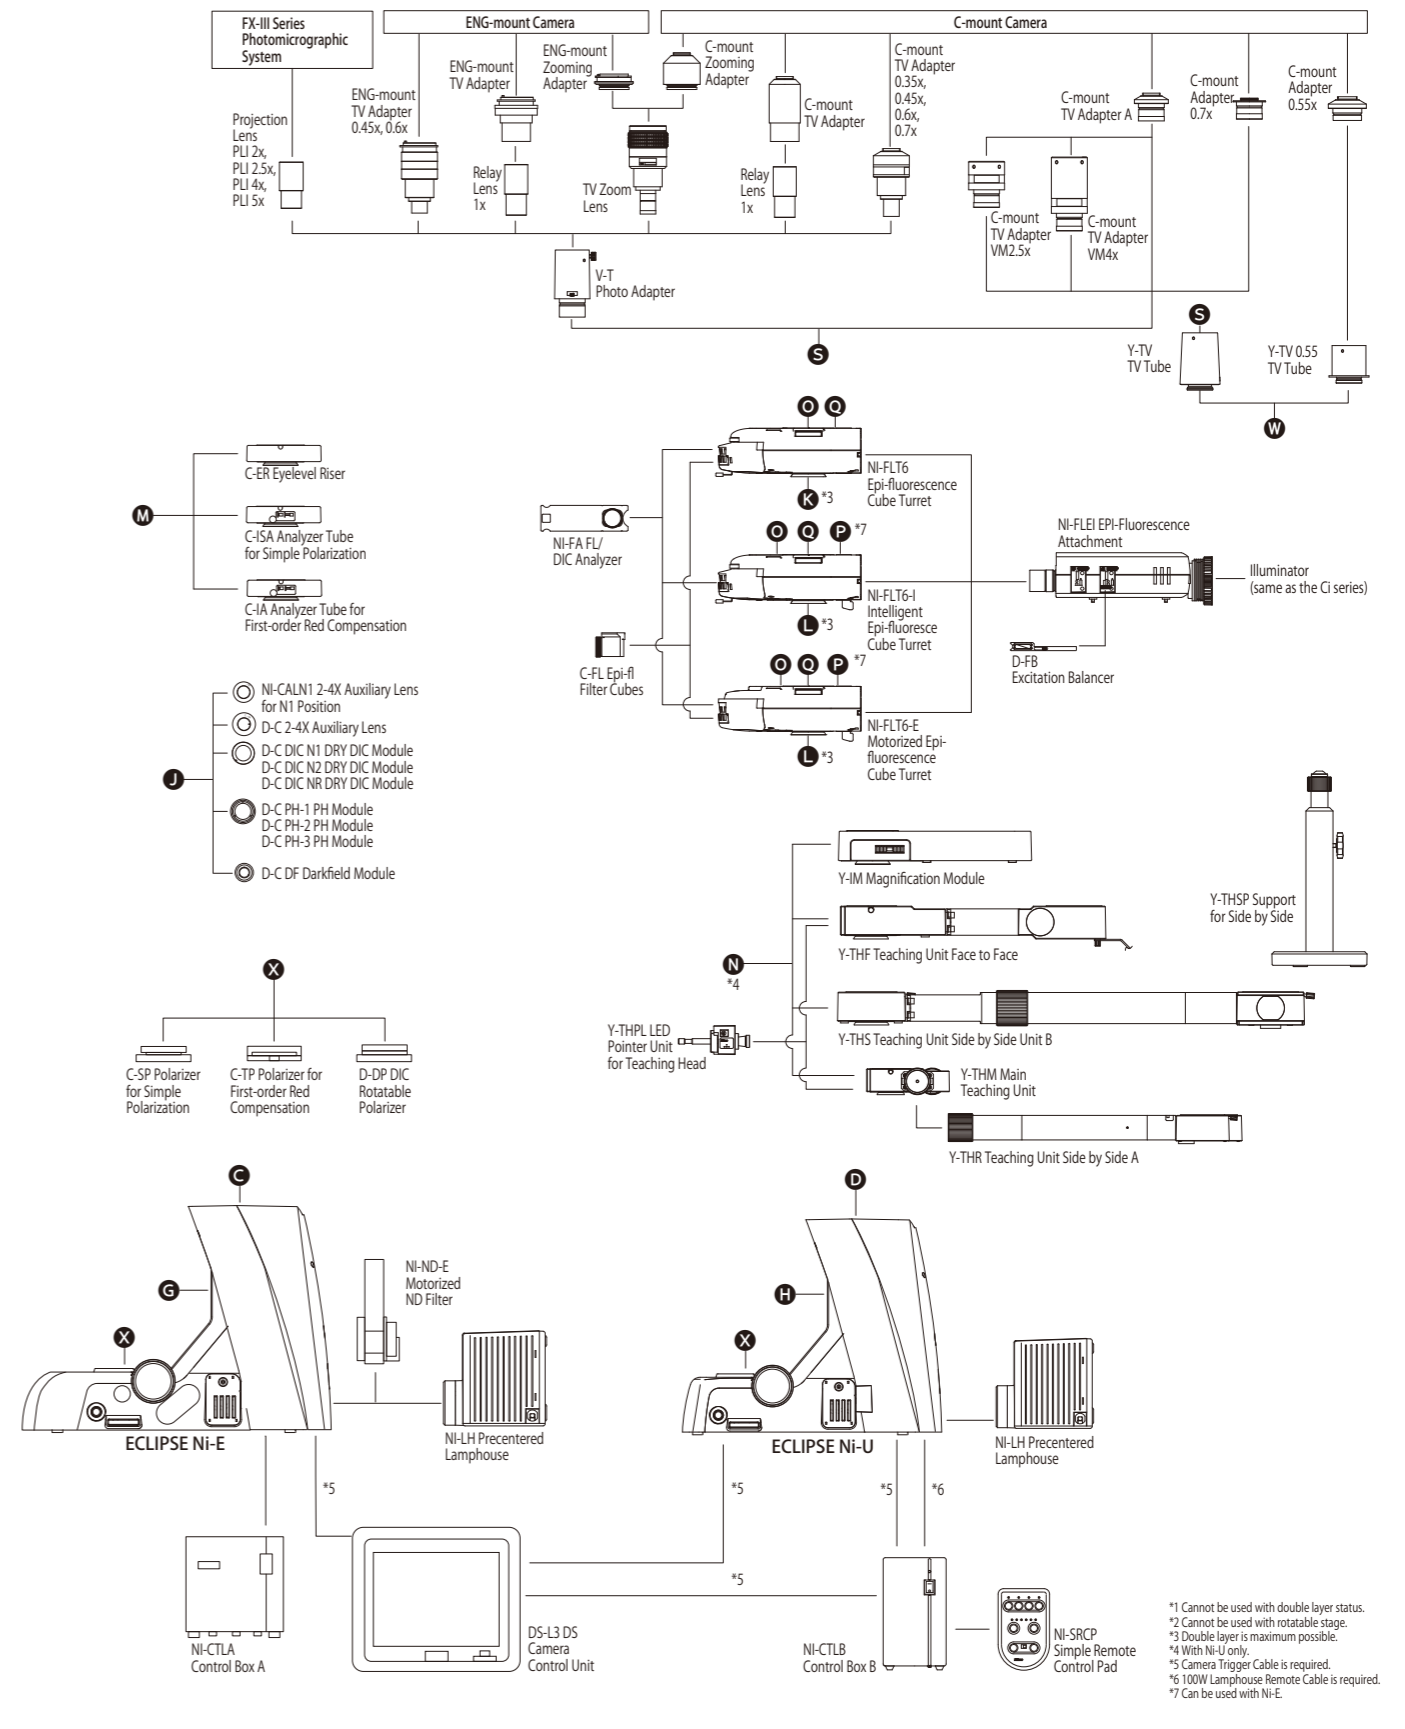 FX-III Series
Photomicrographic
System
ENG-mount Camera
C-mount Camera
Projection
Lens
PLI 2x,
PLI 2.5x,
PLI 4x,
PLI 5x
ENG-mount
TV Adapter
0.45x, 0.6x
ENG-mount
TV Adapter
Relay
Lens
1x
ENG-mount
Zooming
Adapter
C-mount
Zooming
Adapter
TV Zoom
Lens
C-mount
TV Adapter
Relay
Lens
1x
C-mount
TV Adapter
0.35x,
0.45x,
0.6x,
0.7x
C-mount
TV Adapter A
C-mount
Adapter
0.7x
C-mount
Adapter
0.55x
C-mount
TV Adapter
VM2.5x
C-mount
TV Adapter
VM4x
V-T
Photo Adapter
S
S
Y-TV
TV Tube
Y-TV 0.55
TV Tube
W
M
C-ER Eyelevel Riser
C-ISA Analyzer Tube
for Simple Polarization
C-IA Analyzer Tube for
First-order Red Compensation
O Q
NI-FLT6
Epi-fluorescence
Cube Turret
K *3
NI-FA FL/
DIC Analyzer
O Q P *7
NI-FLT6-I
Intelligent
Epi-fluoresce
Cube Turret
L *3
C-FL Epi-fl
Filter Cubes
O Q P *7
NI-FLT6-E
Motorized Epi-
fluorescence
Cube Turret
L *3
NI-FLEI EPI-Fluorescence
Attachment
Illuminator
(same as the Ci series)
D-FB
Excitation Balancer
J
NI-CALN1 2-4X Auxiliary Lens
for N1 Position
D-C 2-4X Auxiliary Lens
D-C DIC N1 DRY DIC Module
D-C DIC N2 DRY DIC Module
D-C DIC NR DRY DIC Module
D-C PH-1 PH Module
D-C PH-2 PH Module
D-C PH-3 PH Module
D-C DF Darkfield Module
N
*4
Y-IM Magnification Module
Y-THF Teaching Unit Face to Face
Y-THS Teaching Unit Side by Side Unit B
Y-THPL LED
Pointer Unit
for Teaching Head
Y-THM Main
Teaching Unit
Y-THR Teaching Unit Side by Side A
Y-THSP Support
for Side by Side
X
C-SP Polarizer
for Simple
Polarization
C-TP Polarizer for
First-order Red
Compensation
D-DP DIC
Rotatable
Polarizer
C
G
X
ECLIPSE Ni-E
NI-ND-E
Motorized
ND Filter
NI-LH Precentered
Lamphouse
D
H
X
ECLIPSE Ni-U
NI-LH Precentered
Lamphouse
*5
*5
*5
*6
*5
NI-CTLA
Control Box A
DS-L3 DS
Camera
Control Unit
NI-CTLB
Control Box B
NI-SRCP
Simple Remote
Control Pad
*1 Cannot be used with double layer status.
*2 Cannot be used with rotatable stage.
*3 Double layer is maximum possible.
*4 With Ni-U only.
*5 Camera Trigger Cable is required.
*6 100W Lamphouse Remote Cable is required.
*7 Can be used with Ni-E.